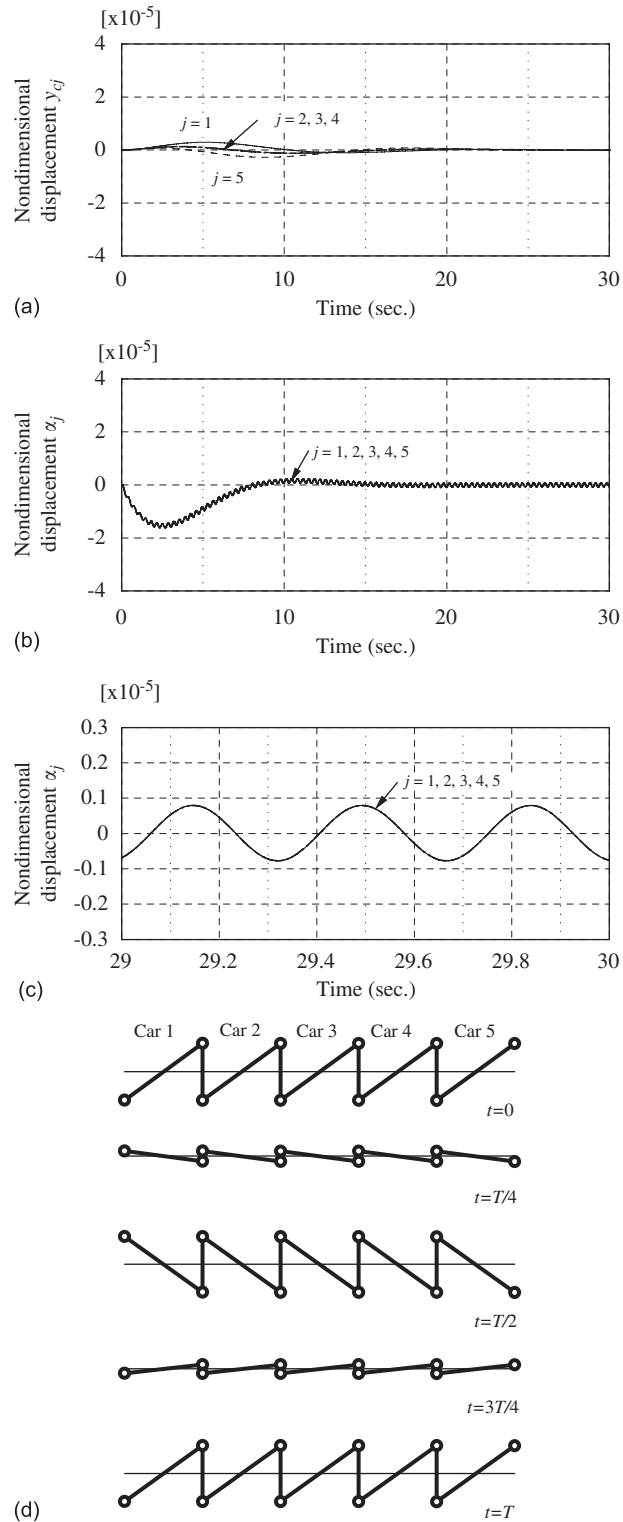 [x10-5]
4
2
0
-2
-4
Nondimensional
displacement ycj
j = 1
j = 2, 3, 4
j = 5
0
10
20
30
Time (sec.)
(a)
[x10-5]
4
2
0
-2
-4
Nondimensional
displacement αj
j = 1, 2, 3, 4, 5
0
10
20
30
Time (sec.)
(b)
[x10-5]
0.3
0.2
0.1
0
-0.1
-0.2
-0.3
Nondimensional
displacement αj
j = 1, 2, 3, 4, 5
29
29.2
29.4
29.6
29.8
30
Time (sec.)
(c)
Car 1 Car 2 Car 3 Car 4 Car 5
t=0
t=T/4
t=T/2
t=3T/4
t=T
(d)